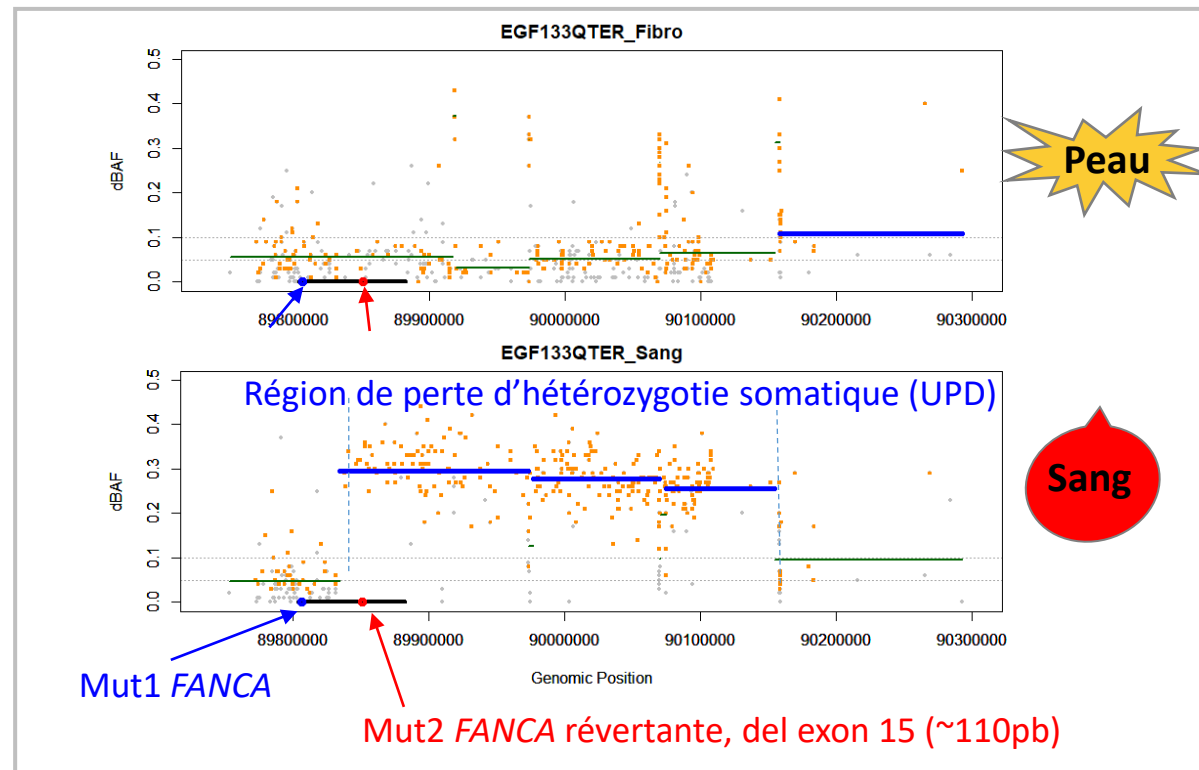 EGF133QTER_Fibro
dBAF
0.5
0.4
0.3
0.2
0.1
0.0
89800000 89900000 90000000 90100000 90200000 90300000
Peau
EGF133QTER_Sang
Région de perte d’hétérozygotie somatique (UPD)
dBAF
0.5
0.4
0.3
0.2
0.1
0.0
89800000 89900000 90000000 90100000 90200000 90300000
Sang
Genomic Position
Mut1 FANCA
Mut2 FANCA révertante, del exon 15 (~110pb)